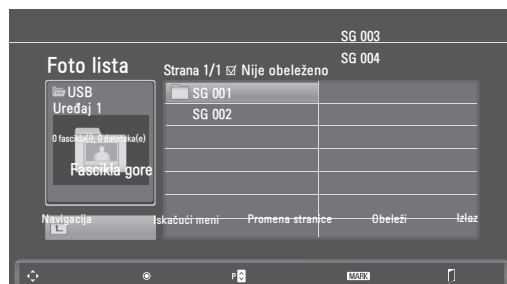 SG 003
SG 004
Foto lista
Strana 1/1 ☑ Nije obeleženo
USB
Uređaj 1
SG 001
SG 002
0 fascikla(i), 0 datoteka(e)
Fascikla gore
Navigacija Iskačući meni Promena stranice Obeleži Izlaz
P MARK